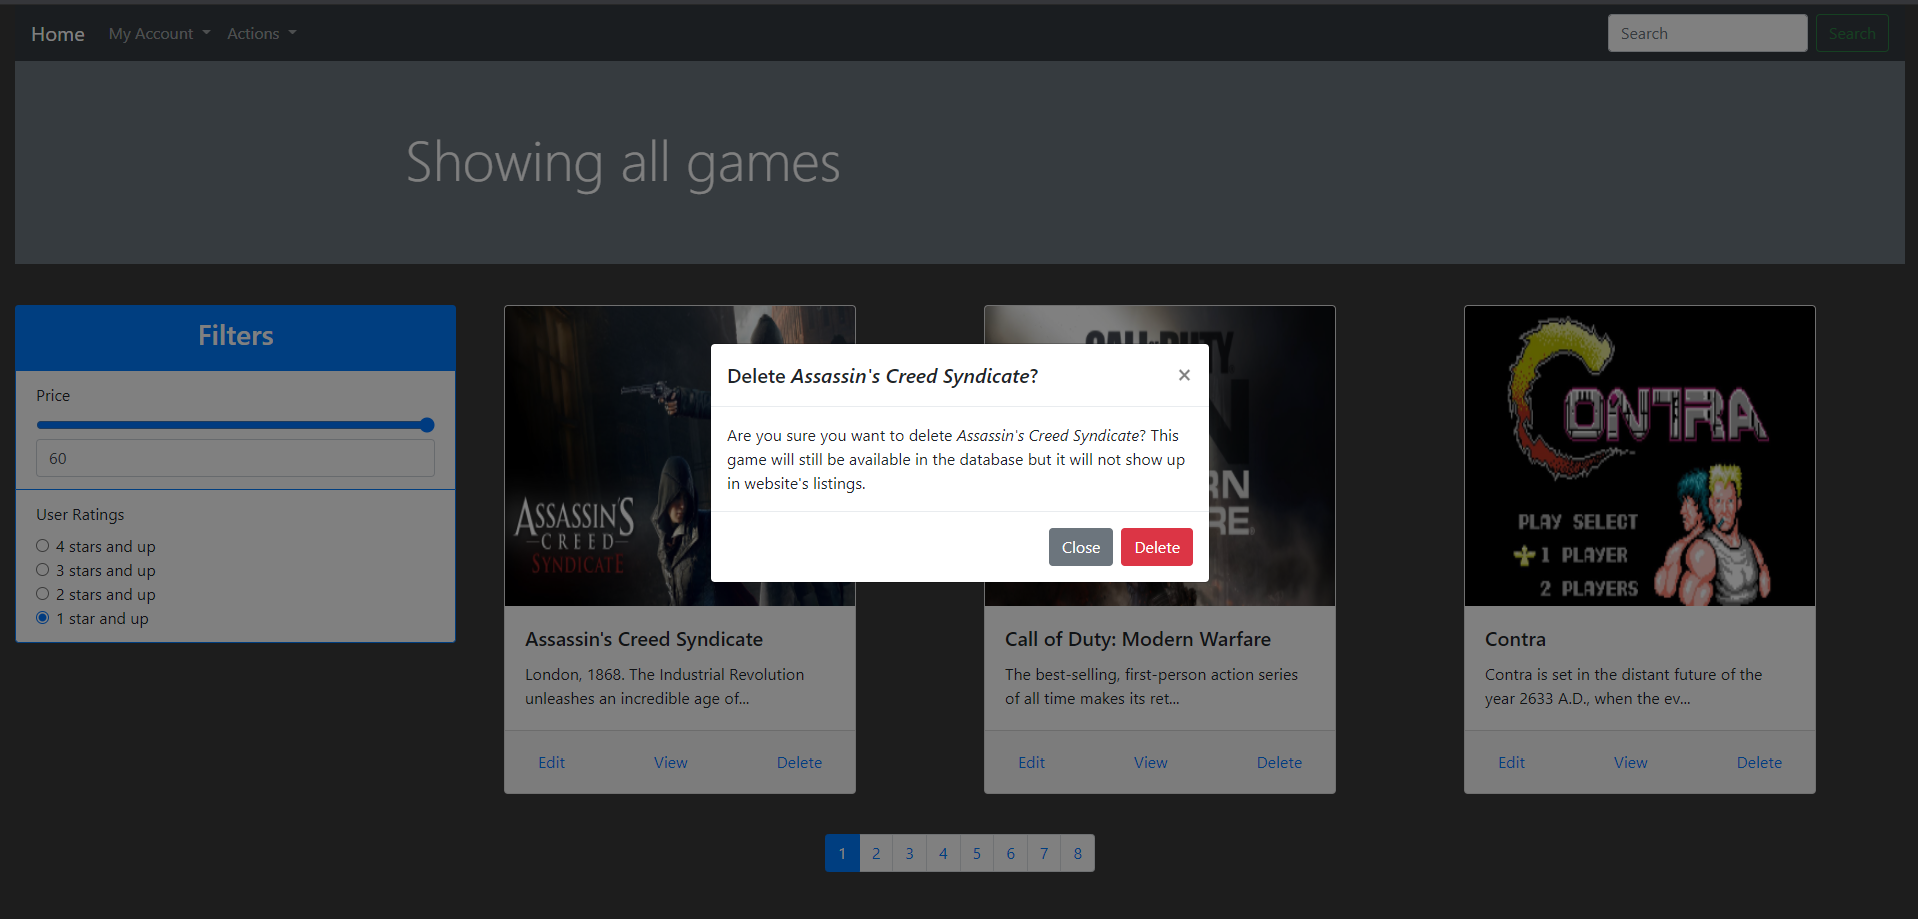 Home My Account Actions Search Search
Showing all games
Filters
Price
60
User Ratings
4 stars and up
3 stars and up
2 stars and up
1 star and up
Delete Assassin's Creed Syndicate? ×
Are you sure you want to delete Assassin's Creed Syndicate? This
game will still be available in the database but it will not show up
in website's listings.
Close Delete
ASSASSIN'S
CREED
SYNDICATE
CALL OF DUTY
CONTRA
PLAY SELECT
1 PLAYER
2 PLAYERS
Assassin's Creed Syndicate
London, 1868. The Industrial Revolution
unleashes an incredible age of...
Edit View Delete
Call of Duty: Modern Warfare
The best-selling, first-person action series
of all time makes its ret...
Edit View Delete
Contra
Contra is set in the distant future of the
year 2633 A.D., when the ev...
Edit View Delete
1 2 3 4 5 6 7 8